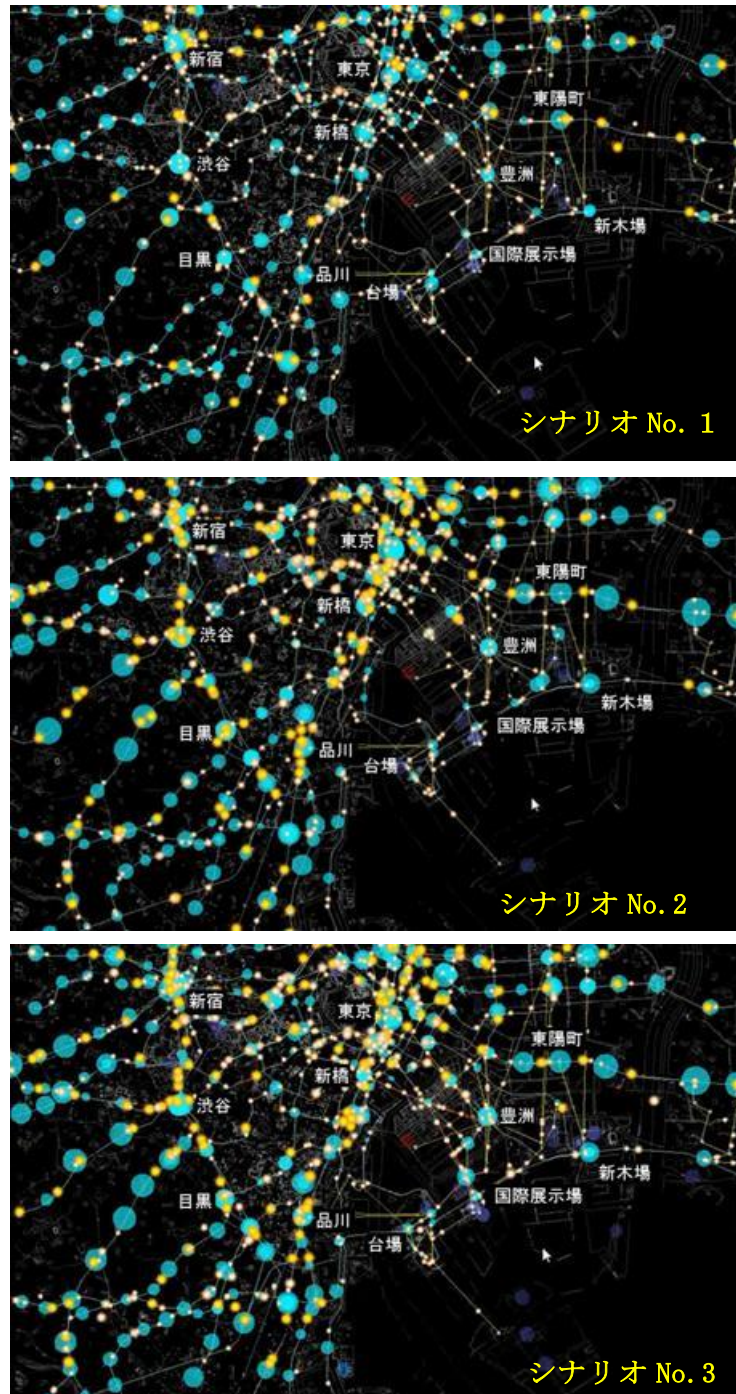 新宿
東京
東陽町
新橋
渋谷
豊洲
新木場
目黒
国際展示場
品川
台場
シナリオ No. 1
新宿
東京
東陽町
新橋
渋谷
豊洲
新木場
国際展示場
目黒
品川
台場
シナリオ No.2
新宿
東京
東陽町
新橋
渋谷
豊洲
新木場
目黒
国際展示場
品川
台場
シナリオ No.3